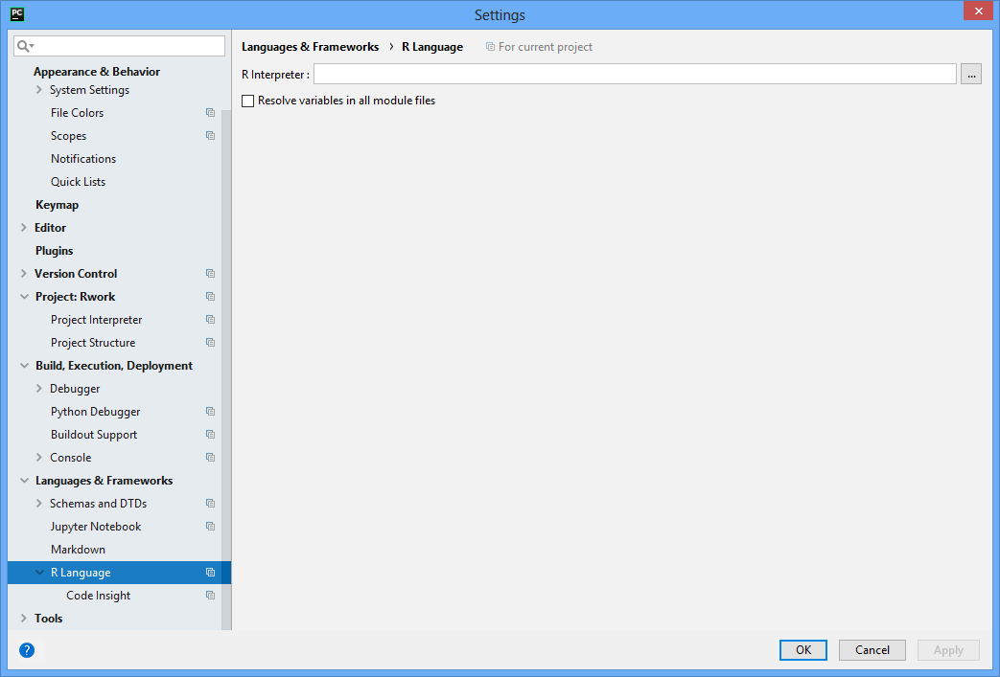 PC
Settings
Appearance & Behavior
System Settings
File Colors
Scopes
Notifications
Quick Lists
Keymap
Editor
Plugins
Version Control
Project: Rwork
Project Interpreter
Project Structure
Build, Execution, Deployment
Debugger
Python Debugger
Buildout Support
Console
Languages & Frameworks
Schemas and DTDs
Jupyter Notebook
Markdown
R Language
Code Insight
Tools
Languages & Frameworks › R Language For current project
R Interpreter :
...
Resolve variables in all module files
?
OK
Cancel
Apply